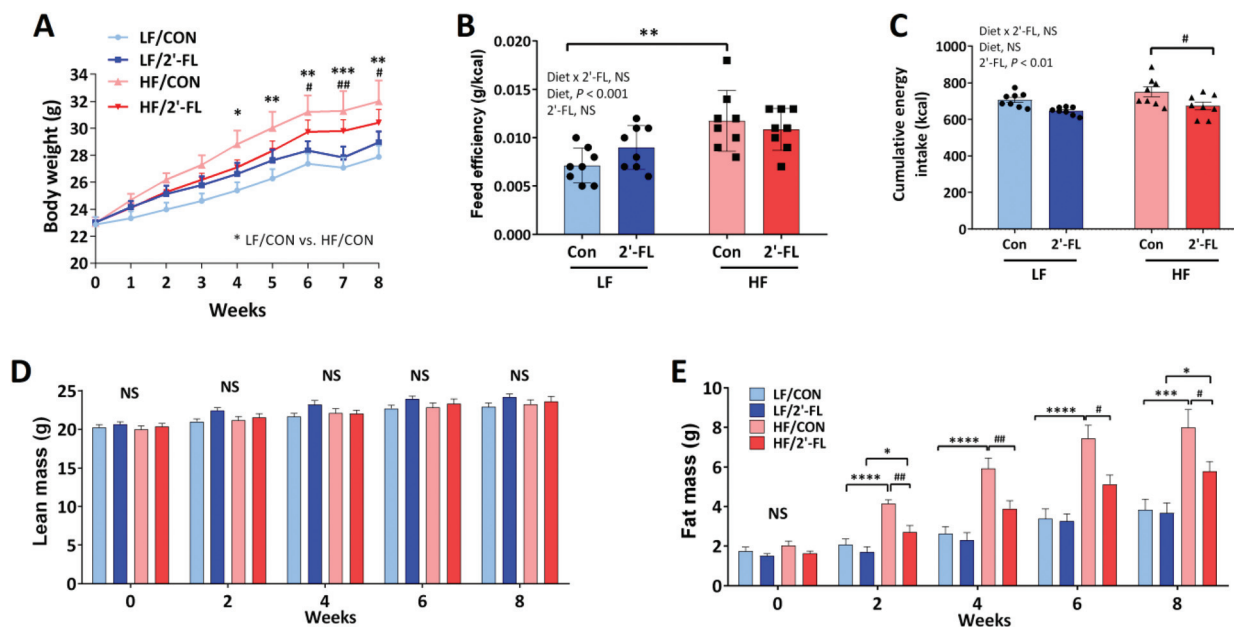 A
LF/CON
LF/2'-FL
HF/CON
HF/2'-FL
Body weight (g)
34
32
30
28
26
24
22
20
*
**
**
#
***
##
**
#
* LF/CON vs. HF/CON
0 1 2 3 4 5 6 7 8
Weeks
B
Feed efficiency (g/kcal)
0.020
0.015
0.010
0.005
0.000
**
Diet x 2'-FL, NS
Diet, P < 0.001
2'-FL, NS
Con 2'-FL Con 2'-FL
LF HF
C
Cumulative energy
intake (kcal)
1000
800
600
400
200
0
Diet x 2'-FL, NS
Diet, NS
2'-FL, P < 0.01
#
Con 2'-FL Con 2'-FL
LF HF
D
Lean mass (g)
25
20
15
10
5
0
NS NS NS NS NS
0 2 4 6 8
Weeks
E
LF/CON
LF/2'-FL
HF/CON
HF/2'-FL
Fat mass (g)
10
8
6
4
2
0
NS
*
**** ##
**** ##
**** #
*
*** #
0 2 4 6 8
Weeks